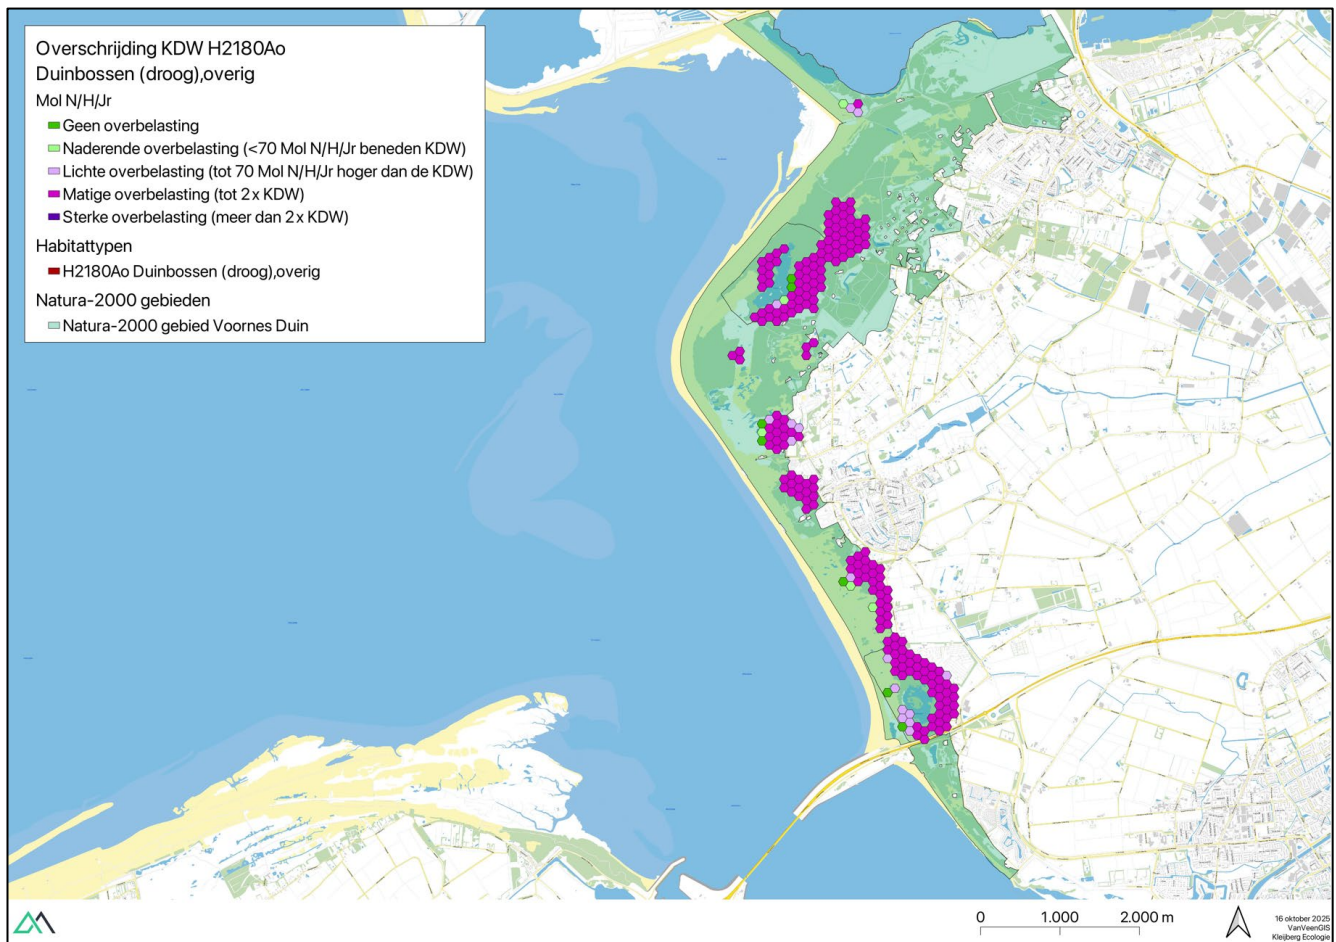 Overschrijding KDW H2180Ao
Duinbossen (droog),overig
Mol N/H/Jr
Geen overbelasting
Naderende overbelasting (<70 Mol N/H/Jr beneden KDW)
Lichte overbelasting (tot 70 Mol N/H/Jr hoger dan de KDW)
Matige overbelasting (tot 2x KDW)
Sterke overbelasting (meer dan 2x KDW)
Habitattypen
H2180Ao Duinbossen (droog),overig
Natura-2000 gebieden
Natura-2000 gebied Voornes Duin
0 1.000 2.000 m
16 oktober 2025
VanVeenGIS
Kleijberg Ecologie